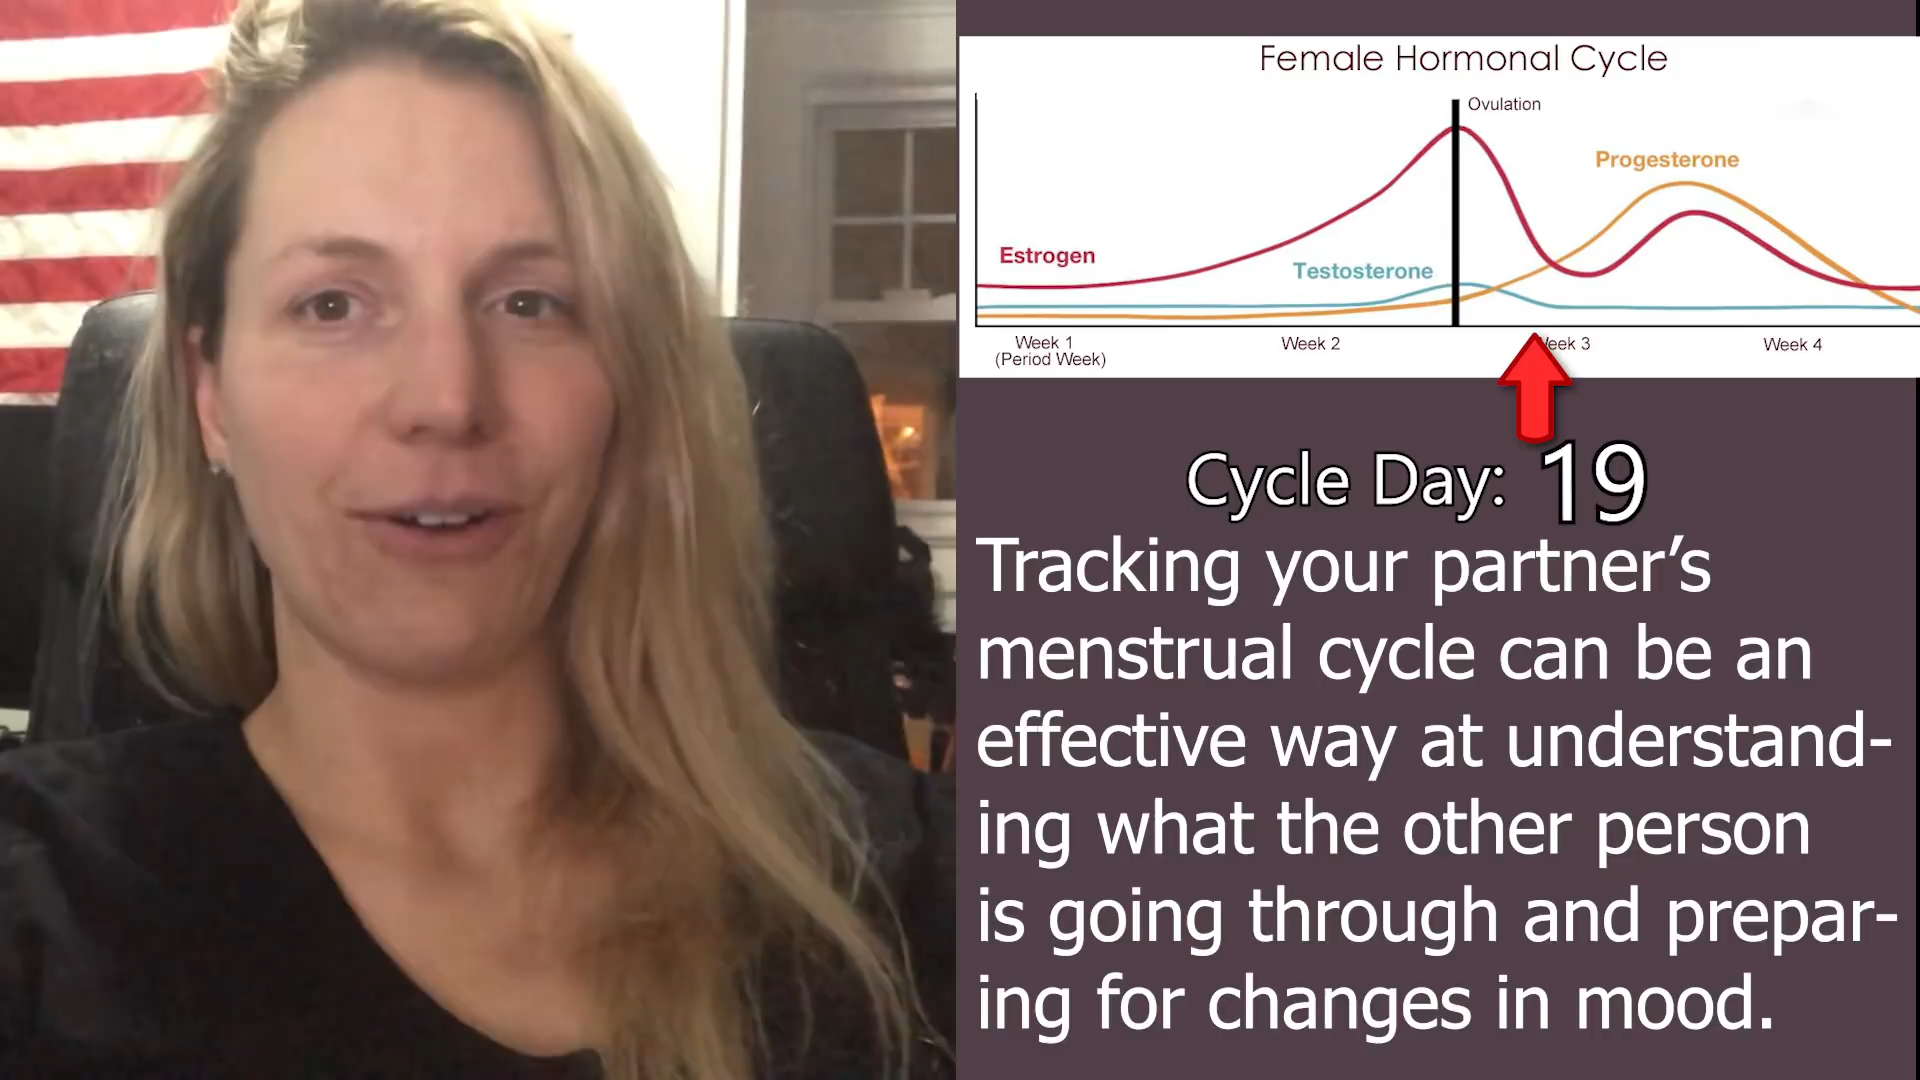 Female Hormonal Cycle
Ovulation
Progesterone
Estrogen
Testosterone
Week 1
(Period Week)
Week 2
eek 3
Week 4
Cycle Day: 19
Tracking your partner’s
menstrual cycle can be an
effective way at understand-
ing what the other person
is going through and prepar-
ing for changes in mood.